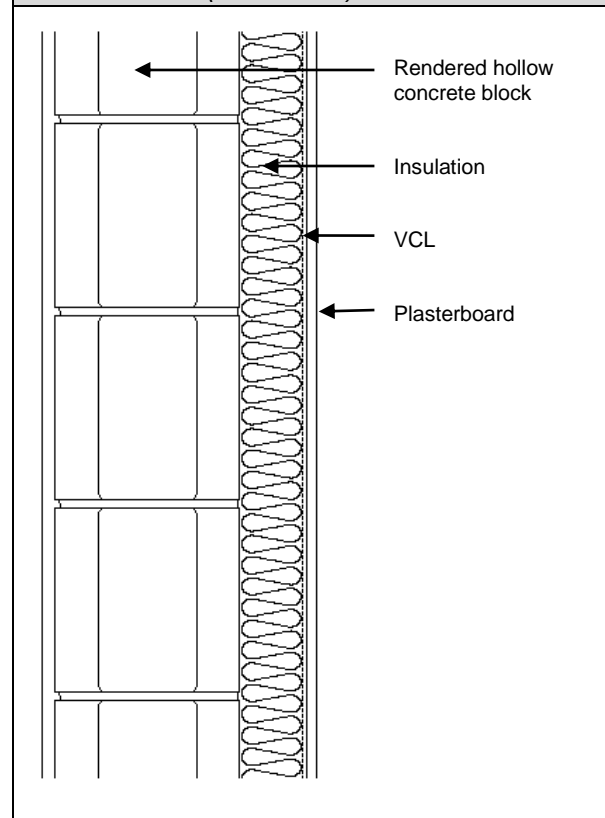 Rendered hollow
concrete block
Insulation
VCL
Plasterboard